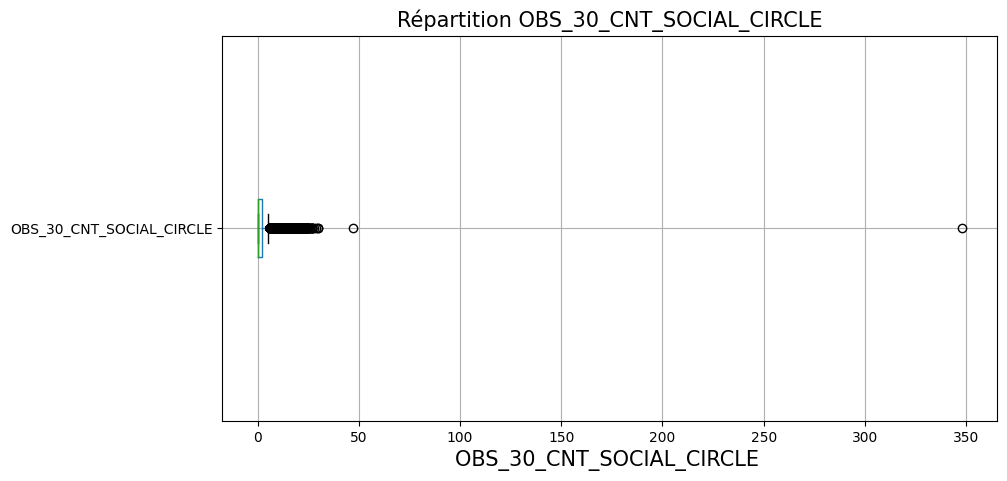 Répartition OBS_30_CNT_SOCIAL_CIRCLE
OBS_30_CNT_SOCIAL_CIRCLE
0 50 100 150 200 250 300 350
OBS_30_CNT_SOCIAL_CIRCLE